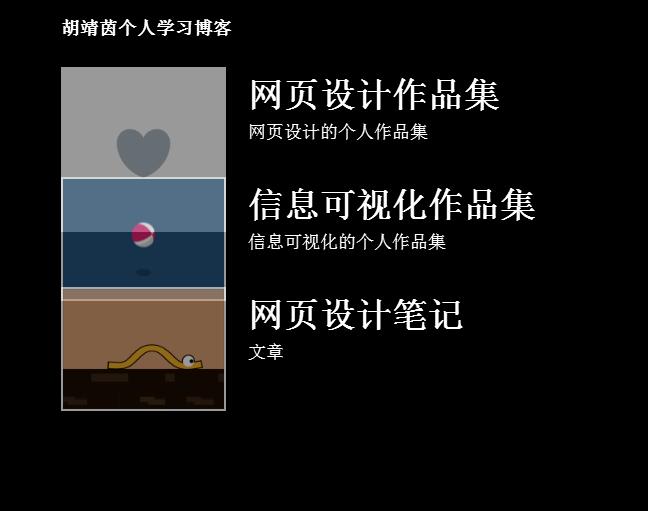 胡靖茵个人学习博客
网页设计作品集
网页设计的个人作品集
信息可视化作品集
信息可视化的个人作品集
网页设计笔记
文章